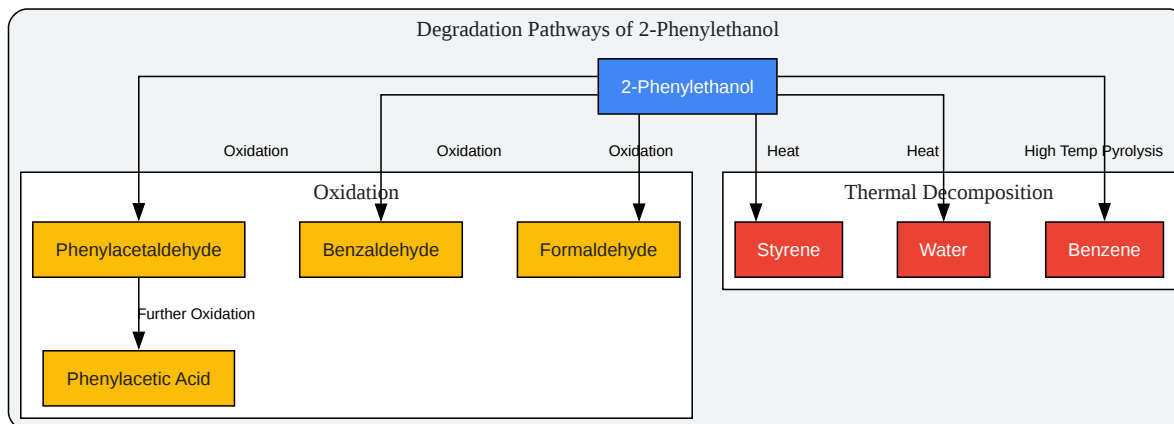 Degradation Pathways of 2-Phenylethanol
2-Phenylethanol
Oxidation
Oxidation
Oxidation
Heat
Heat
High Temp Pyrolysis
Oxidation
Thermal Decomposition
Phenylacetaldehyde
Benzaldehyde
Formaldehyde
Styrene
Water
Benzene
Further Oxidation
Phenylacetic Acid